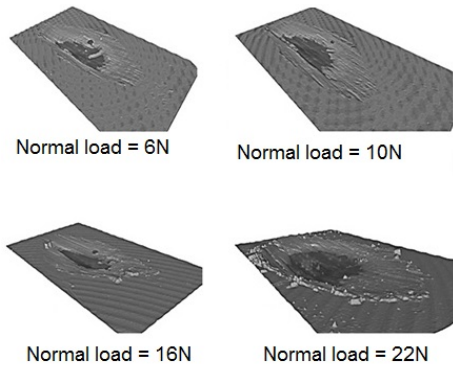 Normal load = 6N
Normal load = 10N
Normal load = 16N
Normal load = 22N